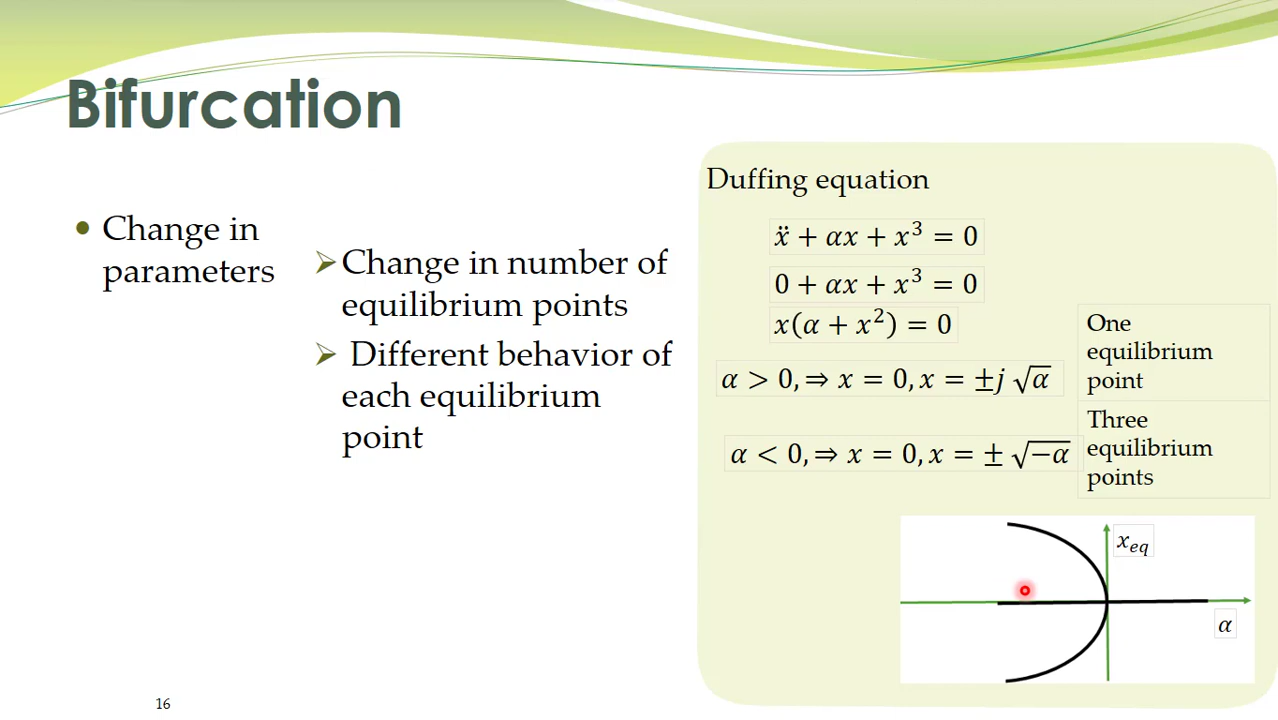 Bifurcation
Change in
parameters
Change in number of
equilibrium points
Different behavior of
each equilibrium
point
Duffing equation
ẍ + αx + x³ = 0
0 + αx + x³ = 0
x(α + x²) = 0
α > 0,⇒ x = 0, x = ±j √α
One
equilibrium
point
α < 0,⇒ x = 0, x = ± √−α
Three
equilibrium
points
x_eq
α
16